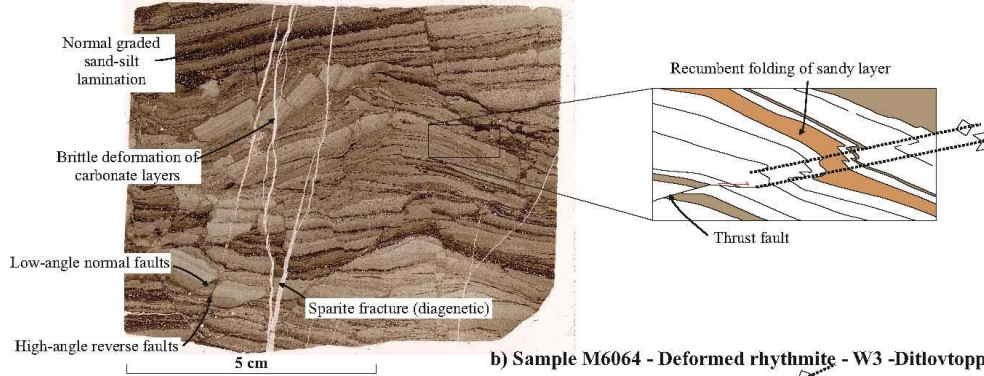 Normal graded
sand-silt
lamination
Recumbent folding of sandy layer
Brittle deformation of
carbonate layers
Thrust fault
Low-angle normal faults
Sparite fracture (diagenetic)
High-angle reverse faults
5 cm
b) Sample M6064 - Deformed rhythmite - W3 -Ditlovtopp